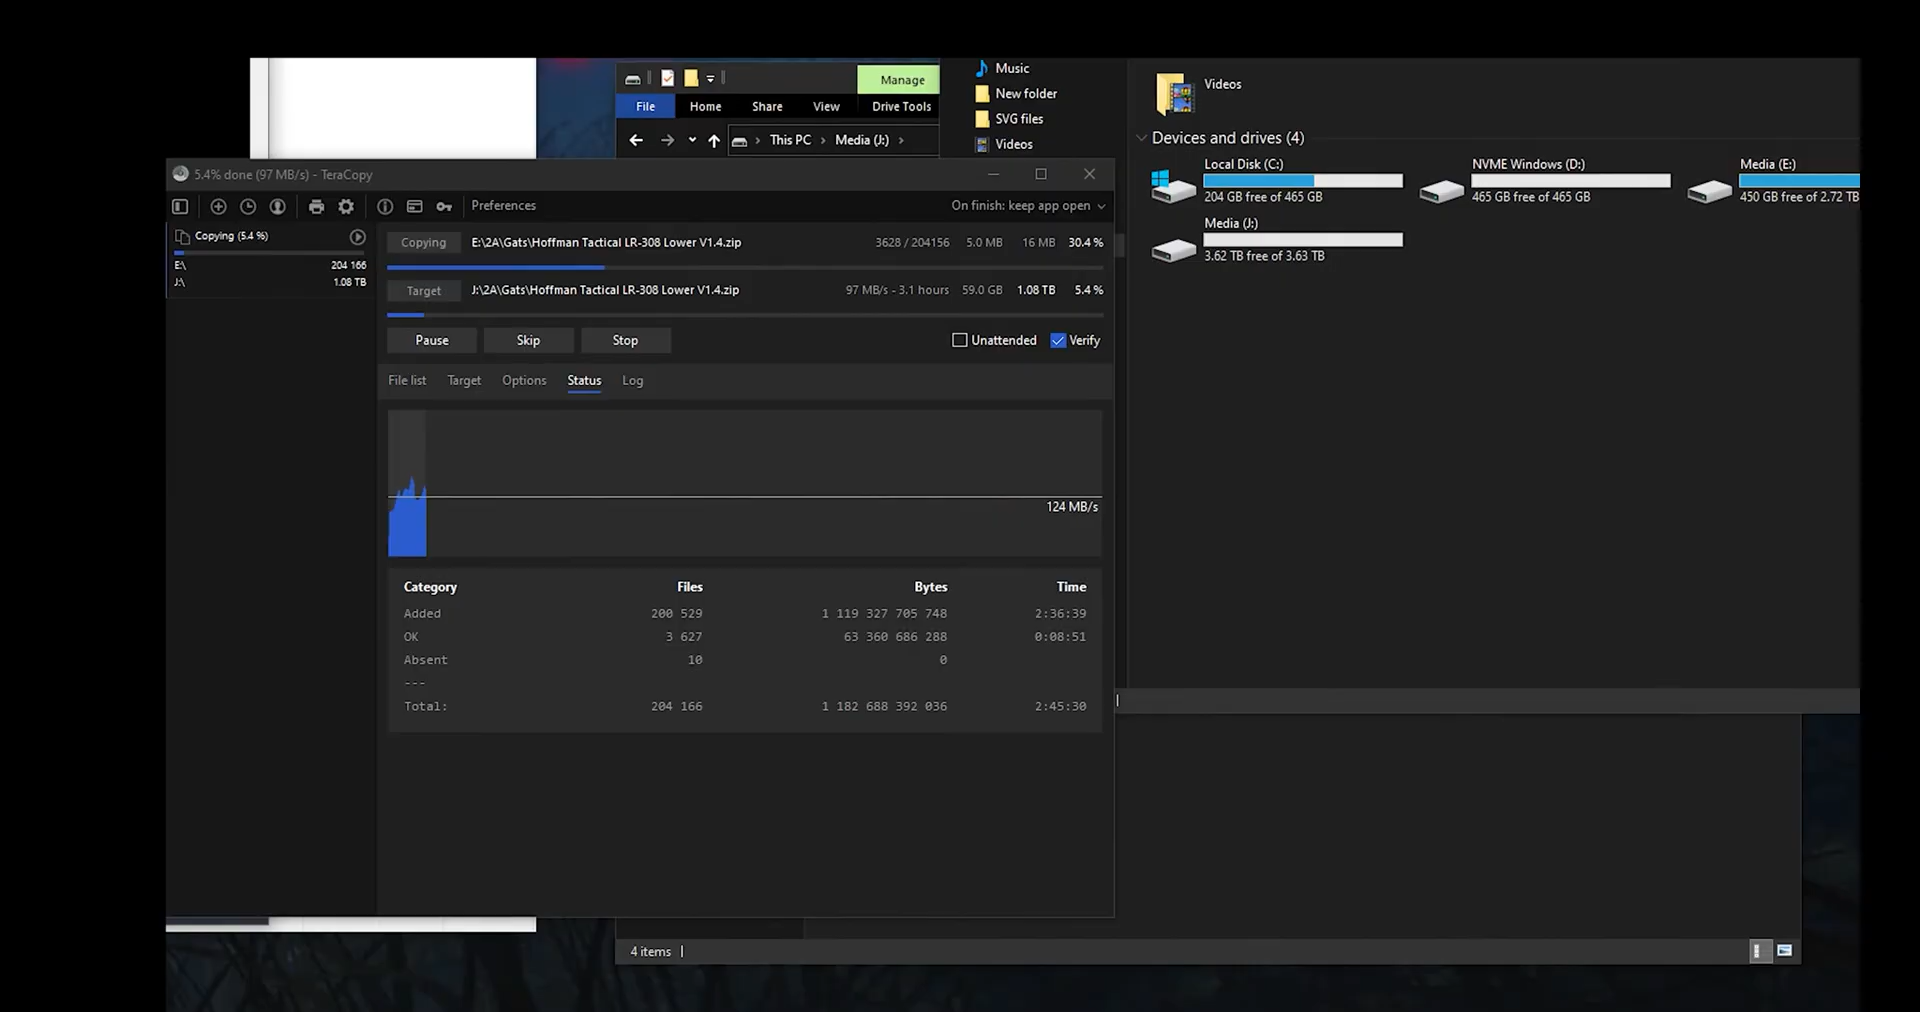 Manage
File Home Share View Drive Tools
This PC > Media (J:) >
Music
New folder
SVG files
Videos
Videos
Devices and drives (4)
Local Disk (C:)
204 GB free of 465 GB
NVME Windows (D:)
465 GB free of 465 GB
Media (E:)
450 GB free of 2.72 TB
Media (J:)
3.62 TB free of 3.63 TB
5.4% done (97 MB/s) - TeraCopy
Preferences
On finish: keep app open
Copying (5.4 %)
E:\ 204 166
J:\ 1.08 TB
Copying E:\2A\Gats\Hoffman Tactical LR-308 Lower V1.4.zip 3628 / 204156 5.0 MB 16 MB 30.4 %
Target J:\2A\Gats\Hoffman Tactical LR-308 Lower V1.4.zip 97 MB/s - 3.1 hours 59.0 GB 1.08 TB 5.4 %
Pause Skip Stop Unattended Verify
File list Target Options Status Log
124 MB/s
Category Files Bytes Time
Added 200 529 1 119 327 705 748 2:36:39
OK 3 627 63 360 686 288 0:08:51
Absent 10 0
---
Total: 204 166 1 182 688 392 036 2:45:30
4 items